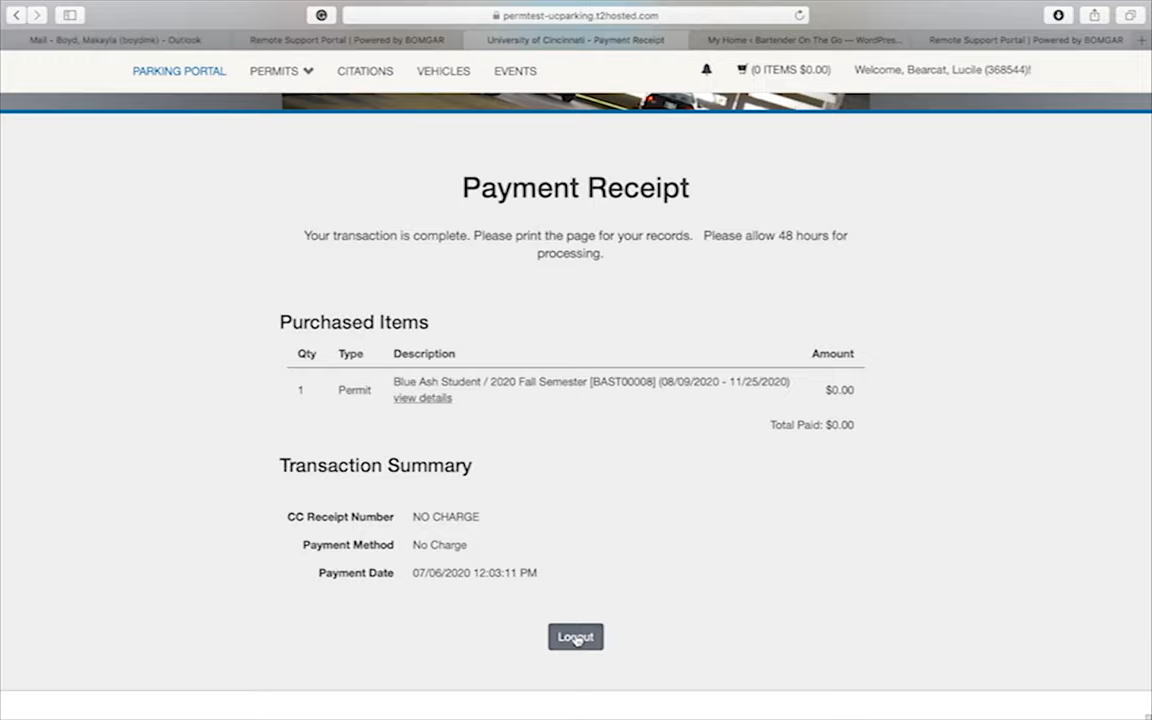 permtest-ucparking.t2hosted.com
Mail - Boyd, Makayla (boydmk) - Outlook
Remote Support Portal | Powered by BOMGAR
University of Cincinnati - Payment Receipt
My Home ‹ Bartender On The Go — WordPres...
Remote Support Portal | Powered by BOMGAR
PARKING PORTAL PERMITS CITATIONS VEHICLES EVENTS (0 ITEMS $0.00) Welcome, Bearcat, Lucile (368544)!
Payment Receipt
Your transaction is complete. Please print the page for your records. Please allow 48 hours for
processing.
Purchased Items
Qty Type Description Amount
1 Permit Blue Ash Student / 2020 Fall Semester [BAST00008] (08/09/2020 - 11/25/2020) $0.00
view details
Total Paid: $0.00
Transaction Summary
CC Receipt Number NO CHARGE
Payment Method No Charge
Payment Date 07/06/2020 12:03:11 PM
Logout